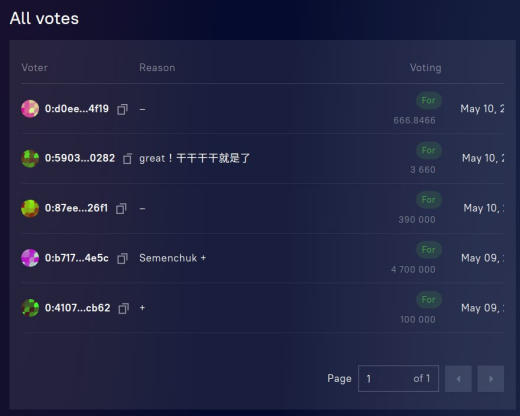 All votes
Voter Reason Voting
0:d0ee...4f19 – For May 10, 2
666.8466
0:5903...0282 great！干干干干就是了 For May 10, 2
3 660
0:87ee...26f1 – For May 10,
390 000
0:b717...4e5c Semenchuk + For May 09,
4 700 000
0:4107...cb62 + For May 09,
100 000
Page 1 of 1